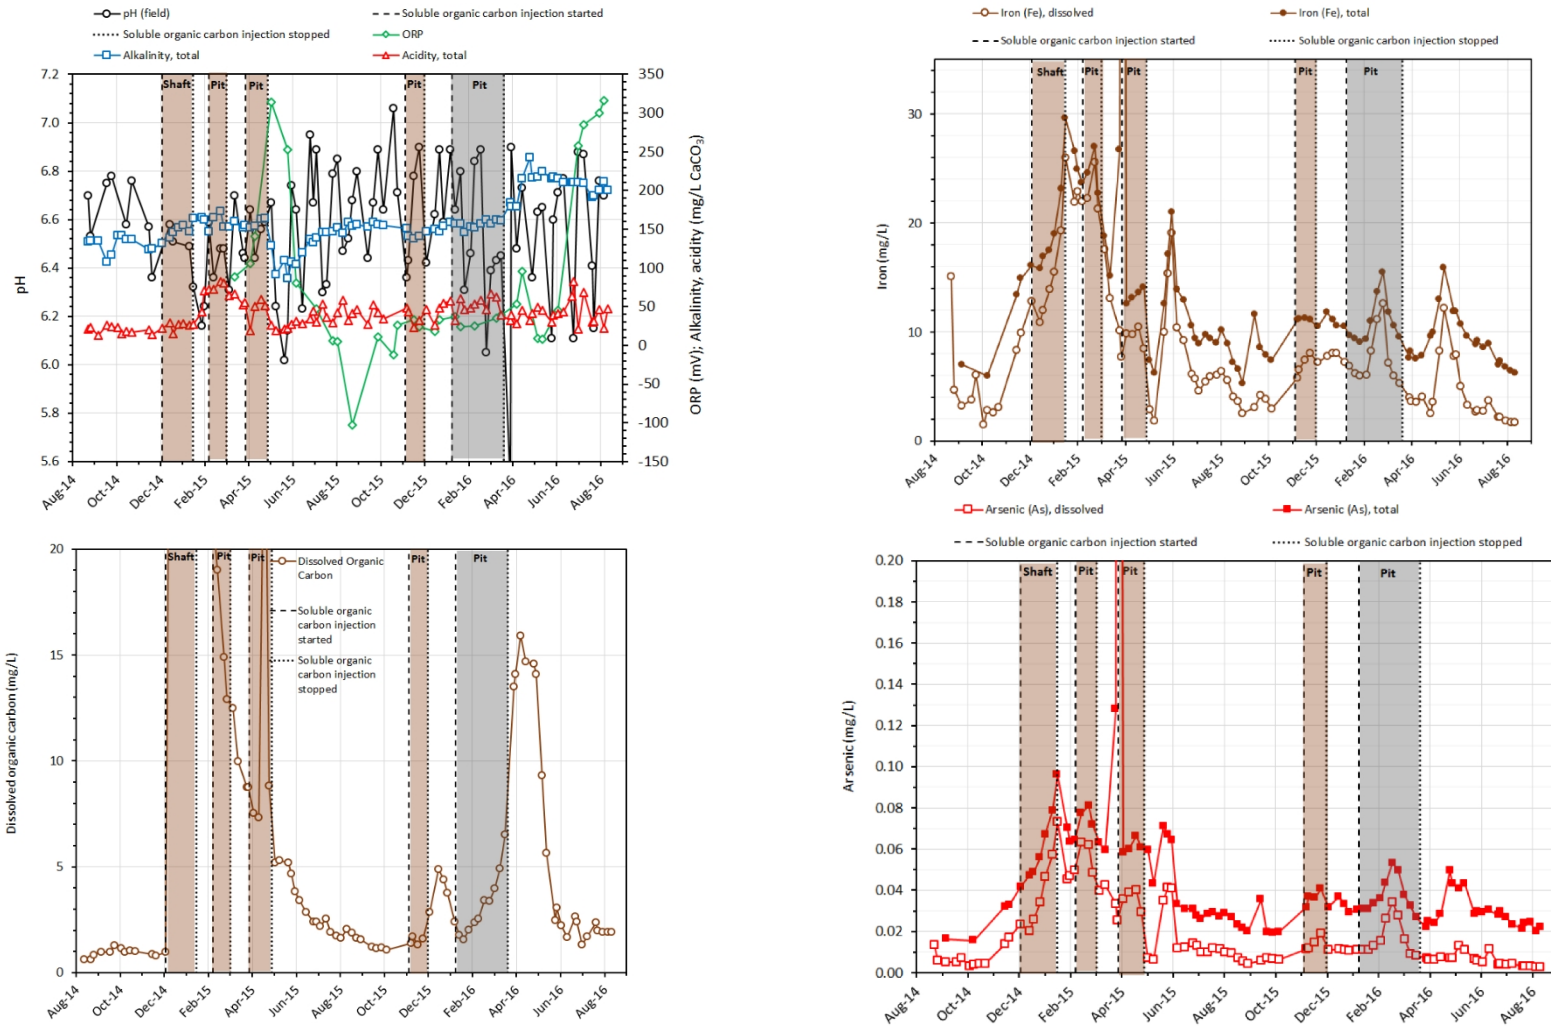 pH (field)
Soluble organic carbon injection started
Soluble organic carbon injection stopped
ORP
Alkalinity, total
Acidity, total
7.2
7.0
6.8
6.6
6.4
6.2
6.0
5.8
5.6
pH
Shaft
Pit
Pit
Pit
Pit
350
300
250
200
150
100
50
0
-50
-100
-150
ORP (mV); Alkalinity, acidity (mg/L CaCO3)
Aug-14
Oct-14
Dec-14
Feb-15
Apr-15
Jun-15
Aug-15
Oct-15
Dec-15
Feb-16
Apr-16
Jun-16
Aug-16
Iron (Fe), dissolved
Iron (Fe), total
Soluble organic carbon injection started
Soluble organic carbon injection stopped
30
20
10
0
Iron (mg/L)
Shaft
Pit
Pit
Pit
Pit
Aug-14
Oct-14
Dec-14
Feb-15
Apr-15
Jun-15
Aug-15
Oct-15
Dec-15
Feb-16
Apr-16
Jun-16
Aug-16
20
15
10
5
0
Dissolved organic carbon (mg/L)
Shaft
Pit
Pit
Pit
Pit
Dissolved Organic
Carbon
Soluble organic
carbon injection
started
Soluble organic
carbon injection
stopped
Aug-14
Oct-14
Dec-14
Feb-15
Apr-15
Jun-15
Aug-15
Oct-15
Dec-15
Feb-16
Apr-16
Jun-16
Aug-16
Arsenic (As), dissolved
Arsenic (As), total
Soluble organic carbon injection started
Soluble organic carbon injection stopped
0.20
0.18
0.16
0.14
0.12
0.10
0.08
0.06
0.04
0.02
0.00
Arsenic (mg/L)
Shaft
Pit
Pit
Pit
Pit
Aug-14
Oct-14
Dec-14
Feb-15
Apr-15
Jun-15
Aug-15
Oct-15
Dec-15
Feb-16
Apr-16
Jun-16
Aug-16